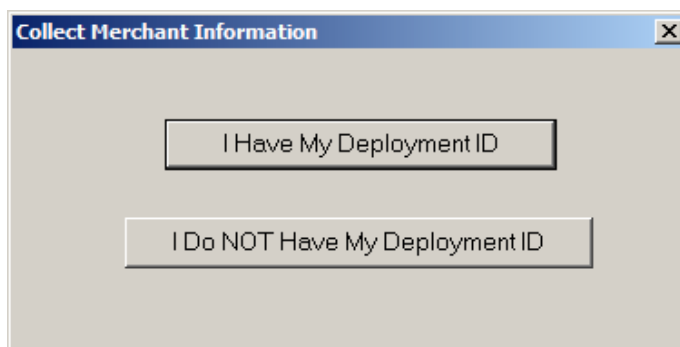 Collect Merchant Information
I Have My Deployment ID
I Do NOT Have My Deployment ID